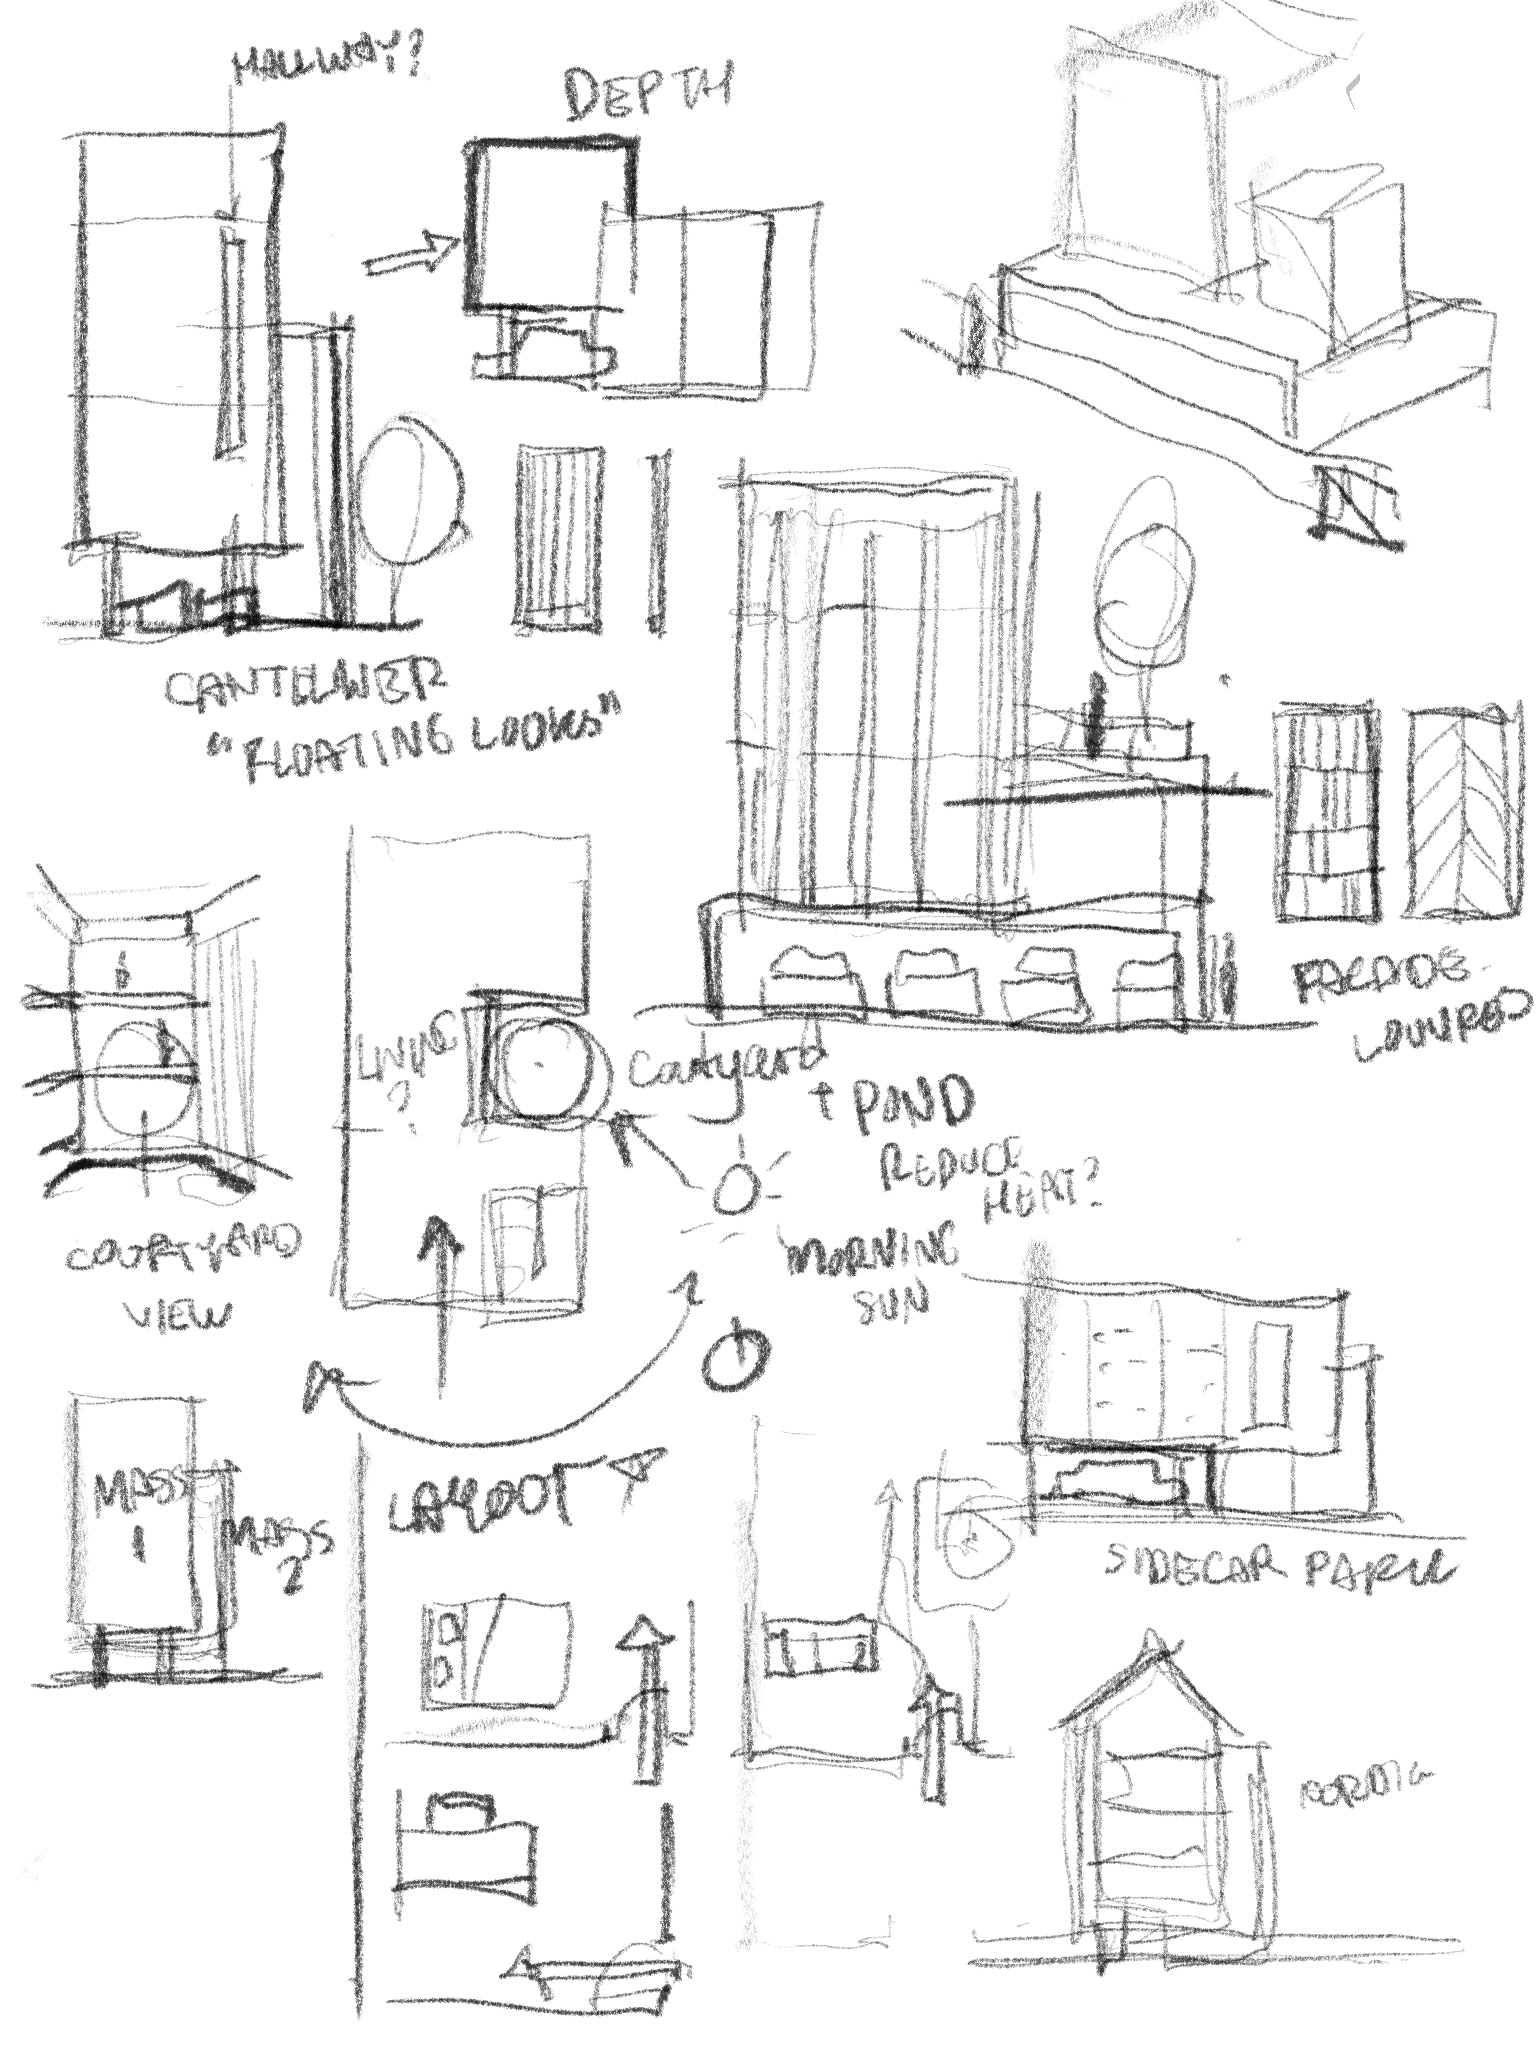 HALLWAY?
DEPTH
CANTELIVER
"FLOATING LOOKS"
FACADE-
LOUVRED
LIVING
?
Courtyard
+ POND
REDUCE
HEAT?
MORNING
SUN
COURTYARD
VIEW
MASS
1
MASS
2
LAYOUT
SIDECAR PARK
NORDIC